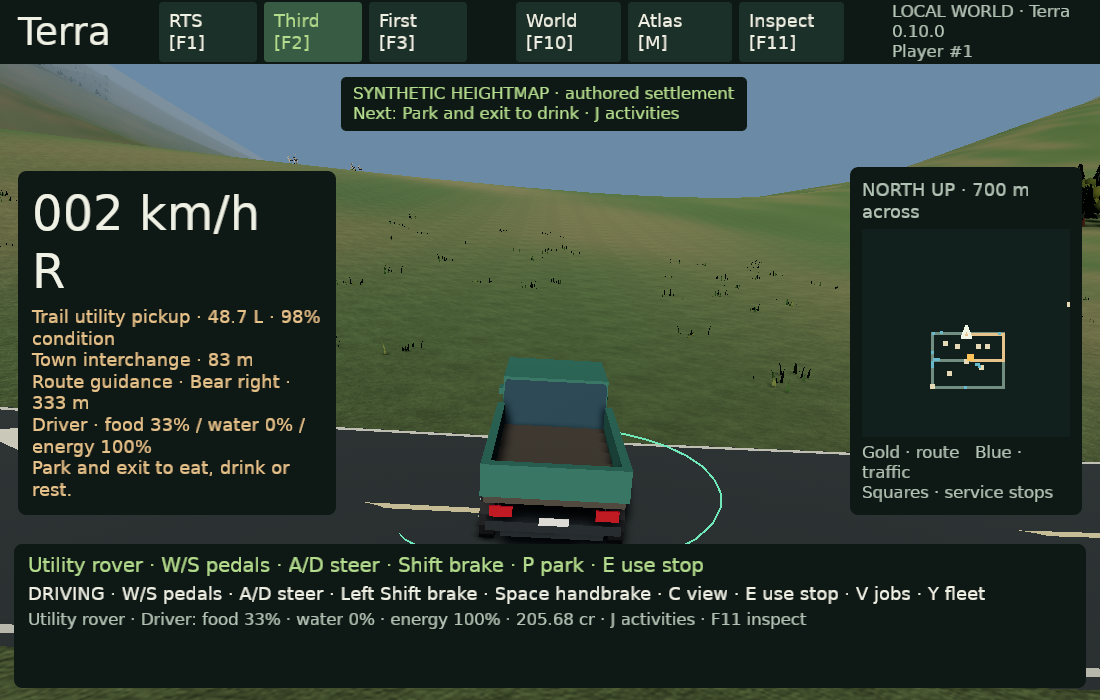 Terra
RTS
[F1]
Third
[F2]
First
[F3]
World
[F10]
Atlas
[M]
Inspect
[F11]
LOCAL WORLD · Terra
0.10.0
Player #1
SYNTHETIC HEIGHTMAP · authored settlement
Next: Park and exit to drink · J activities
002 km/h
R
Trail utility pickup · 48.7 L · 98%
condition
Town interchange · 83 m
Route guidance · Bear right ·
333 m
Driver · food 33% / water 0% /
energy 100%
Park and exit to eat, drink or
rest.
NORTH UP · 700 m
across
Gold · route   Blue ·
traffic
Squares · service stops
Utility rover · W/S pedals · A/D steer · Shift brake · P park · E use stop
DRIVING · W/S pedals · A/D steer · Left Shift brake · Space handbrake · C view · E use stop · V jobs · Y fleet
Utility rover · Driver: food 33% · water 0% · energy 100% · 205.68 cr · J activities · F11 inspect